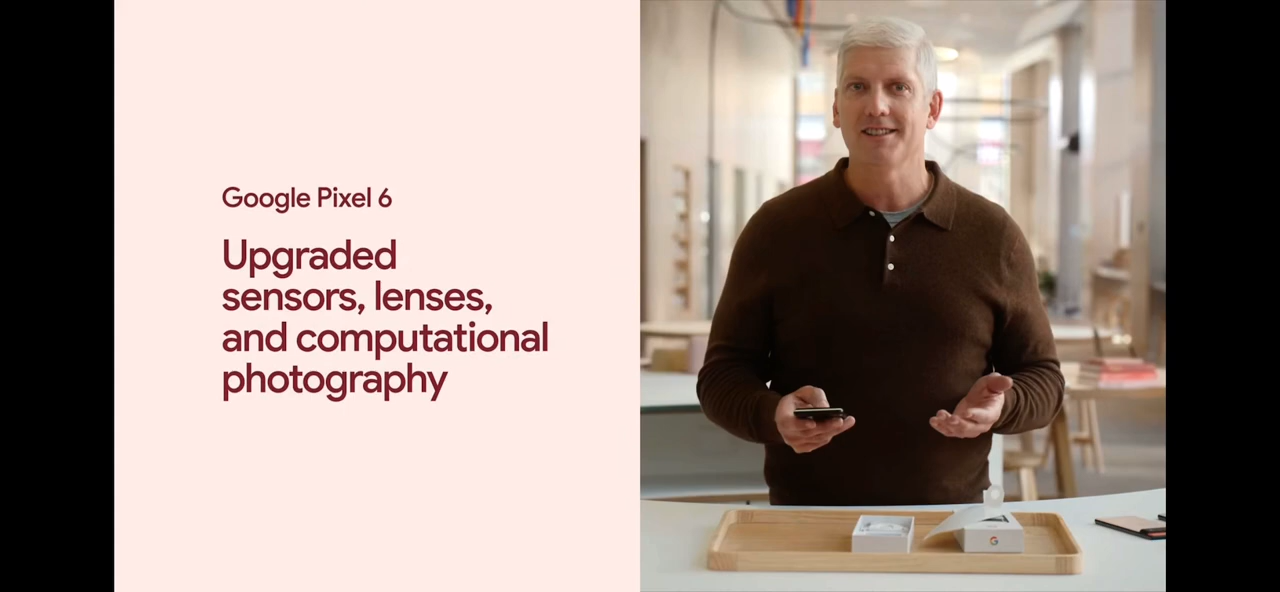 Google Pixel 6
Upgraded
sensors, lenses,
and computational
photography